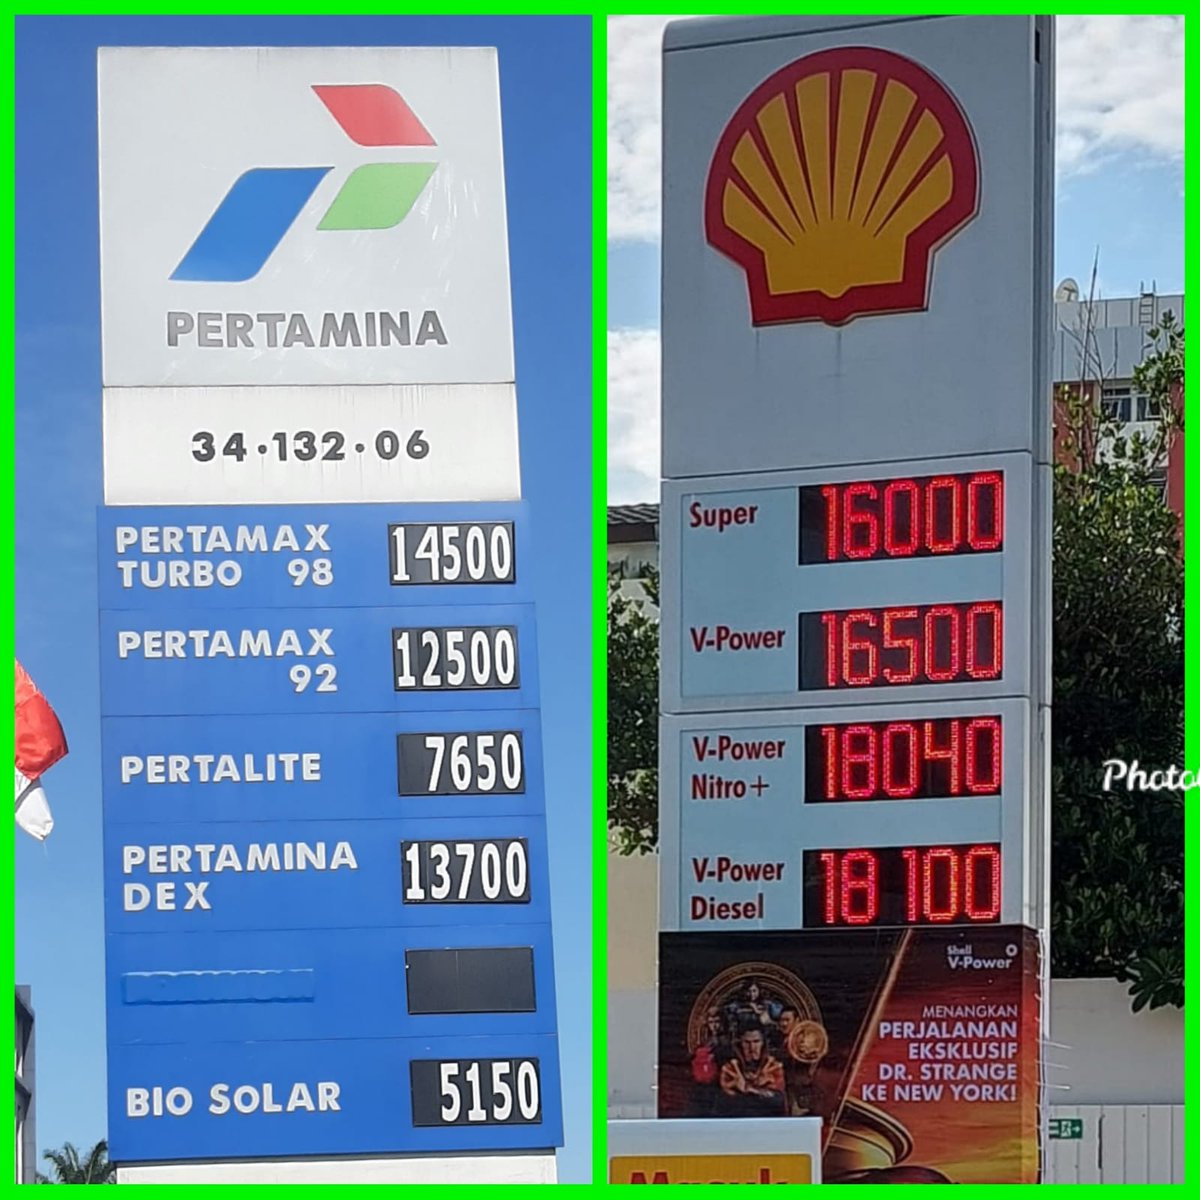 PERTAMINA
34·132·06
PERTAMAX
TURBO 98 14500
PERTAMAX
92 12500
PERTALITE 7650
PERTAMINA
DEX 13700
BIO SOLAR 5150
Super 16000
V-Power 16500
V-Power
Nitro+ 18040
V-Power
Diesel 18100
Shell
V-Power
MENANGKAN
PERJALANAN
EKSKLUSIF
DR. STRANGE
KE NEW YORK!
Masuk
Photo